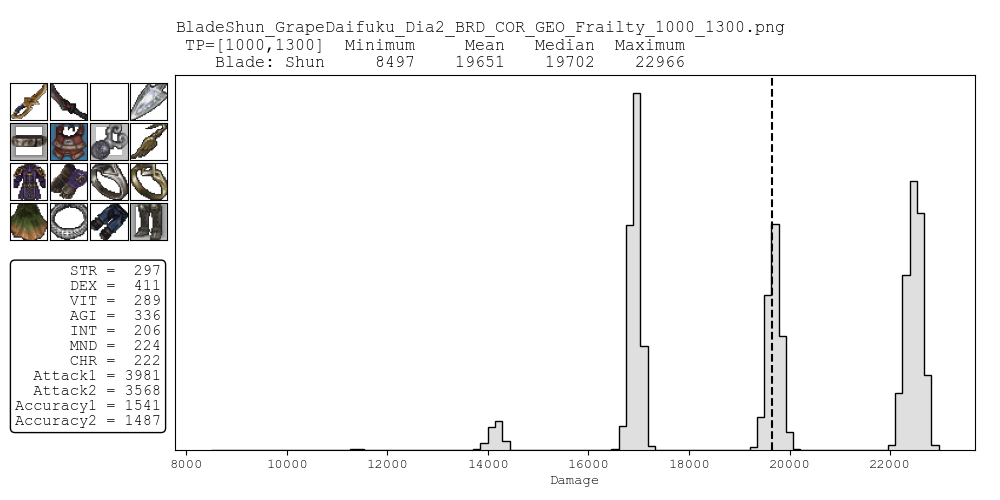 BladeShun_GrapeDaifuku_Dia2_BRD_COR_GEO_Frailty_1000_1300.png
TP=[1000,1300] Minimum Mean Median Maximum
Blade: Shun 8497 19651 19702 22966
STR = 297
DEX = 411
VIT = 289
AGI = 336
INT = 206
MND = 224
CHR = 222
Attack1 = 3981
Attack2 = 3568
Accuracy1 = 1541
Accuracy2 = 1487
8000 10000 12000 14000 16000 18000 20000 22000
Damage